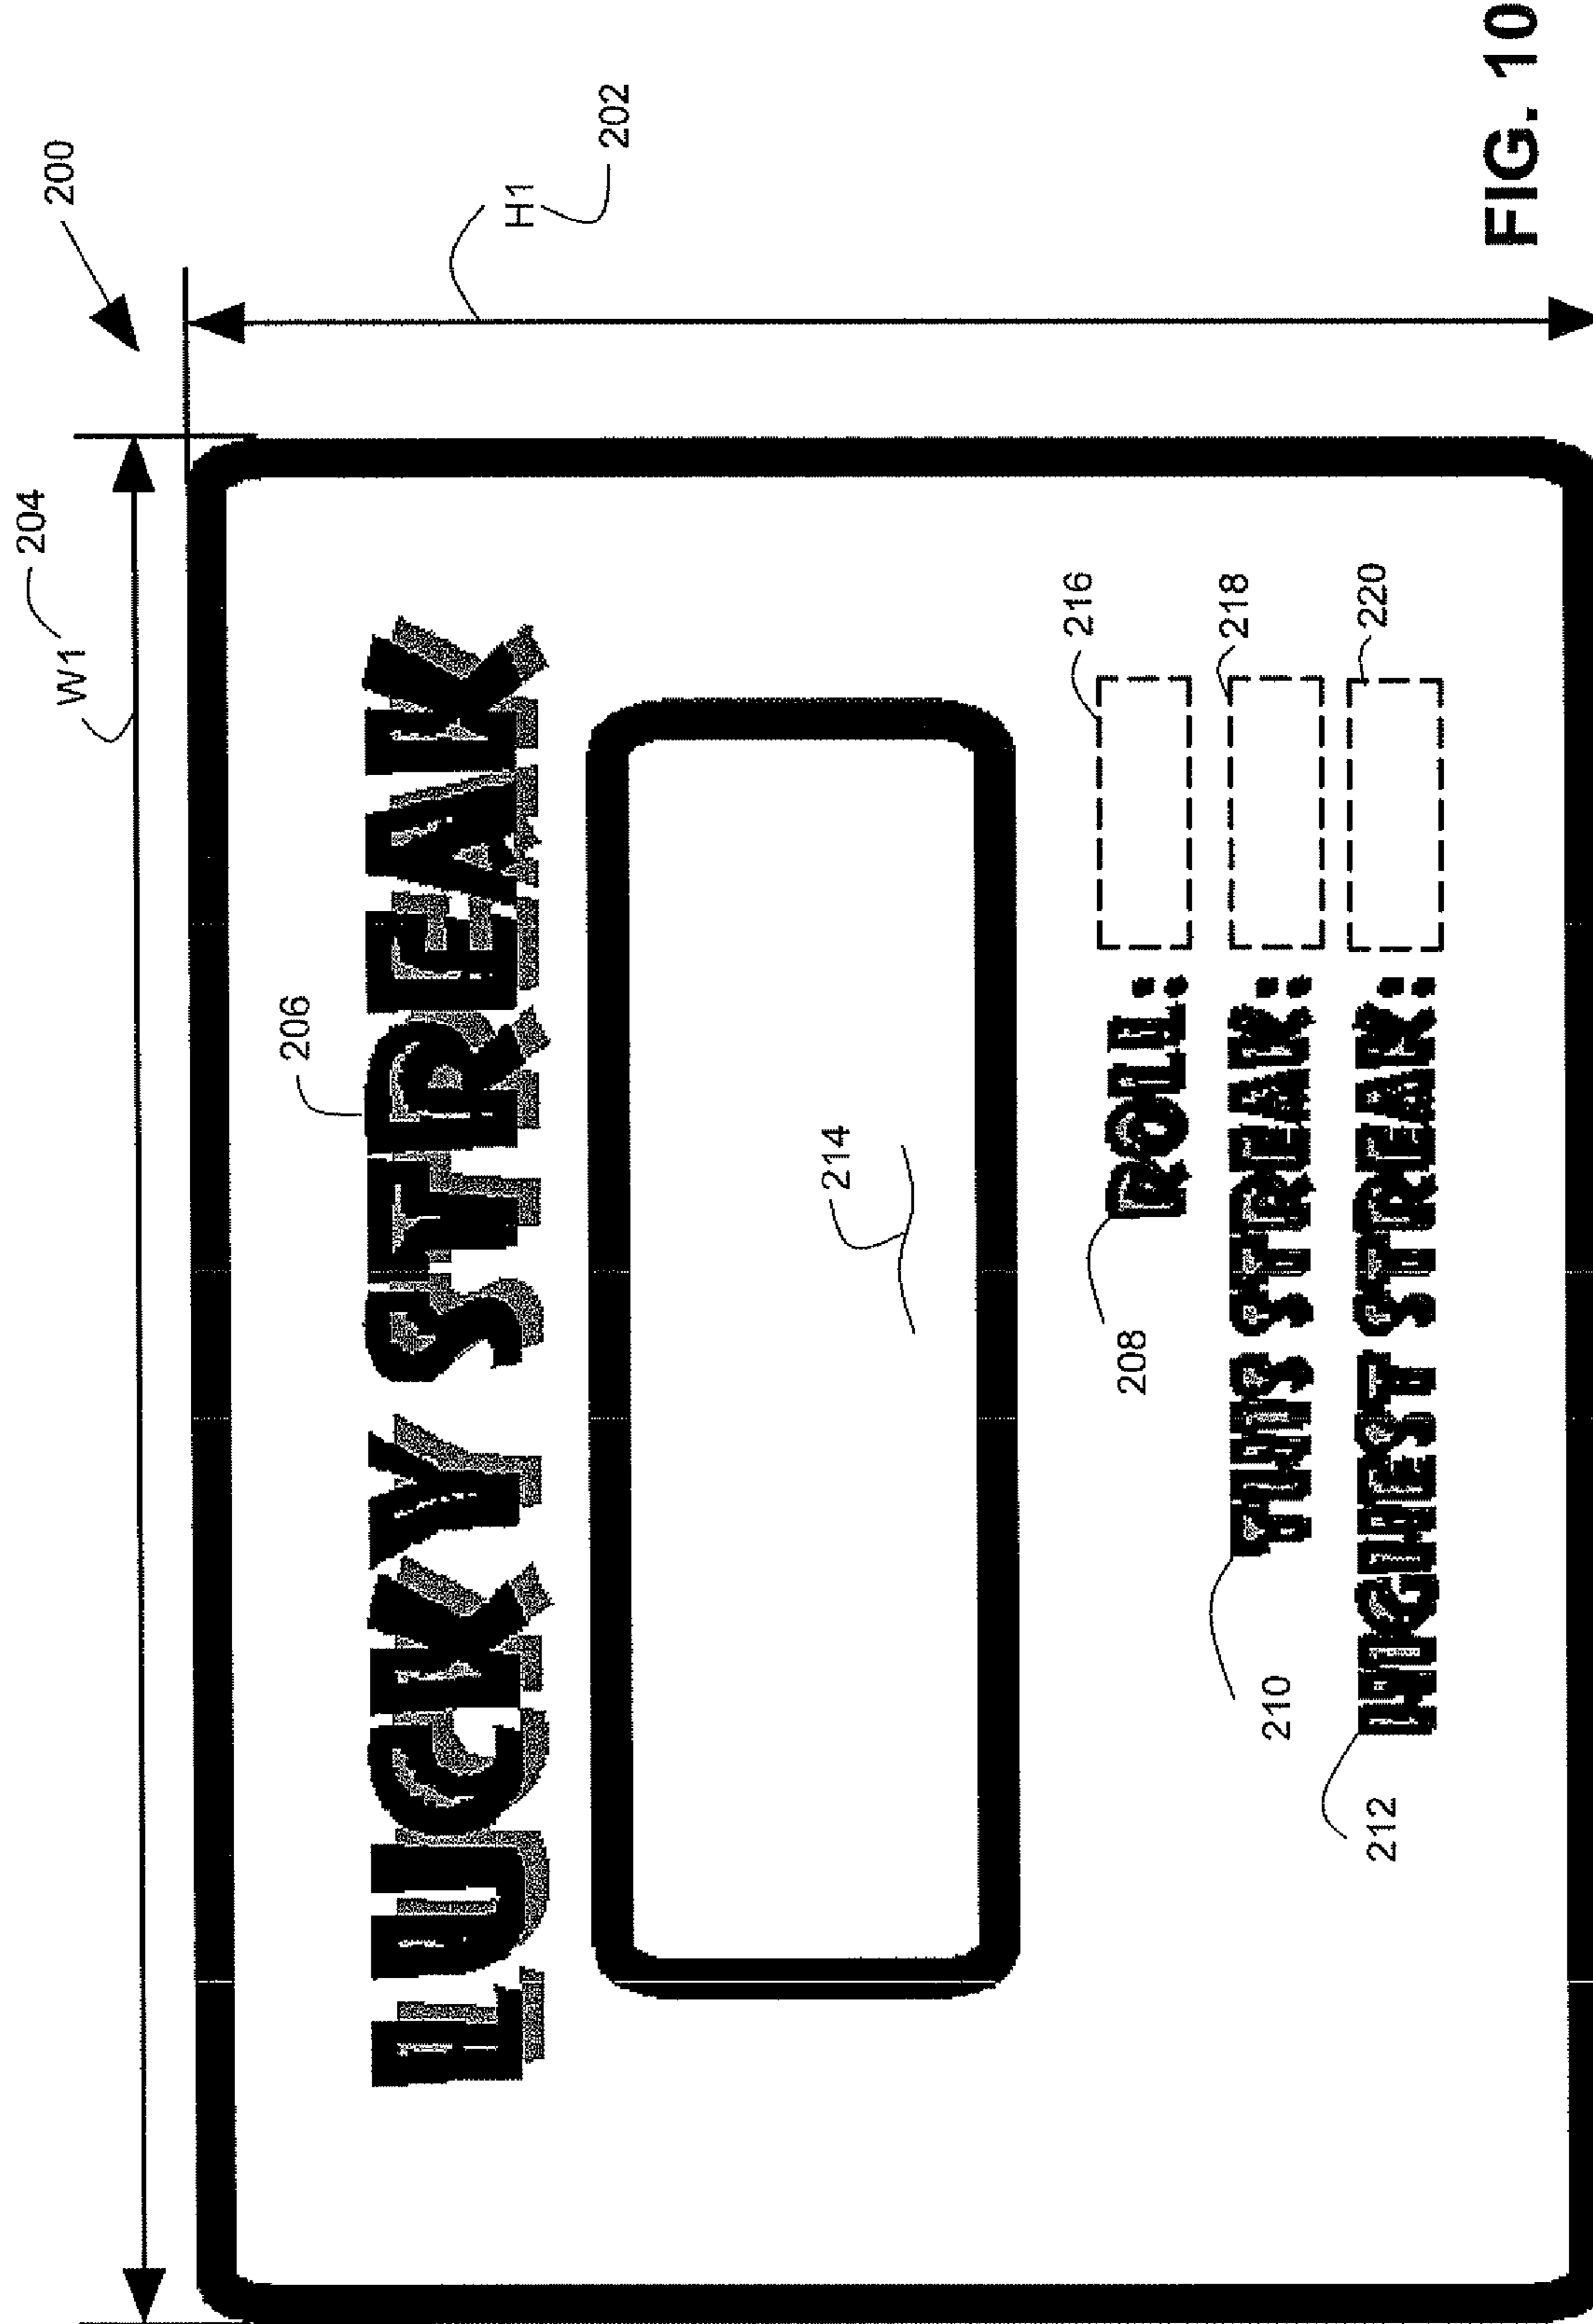 204
200
W1
206
LUCKY STREAK
H1
202
214
216
208
ROLL:
218
210
THIS STREAK:
220
212
HIGHEST STREAK:
FIG. 10